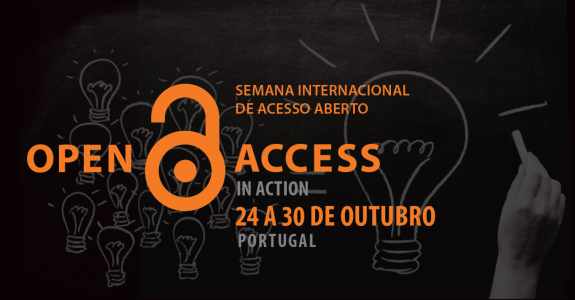 SEMANA INTERNACIONAL
DE ACESSO ABERTO
OPEN ACCESS
IN ACTION
24 A 30 DE OUTUBRO
PORTUGAL